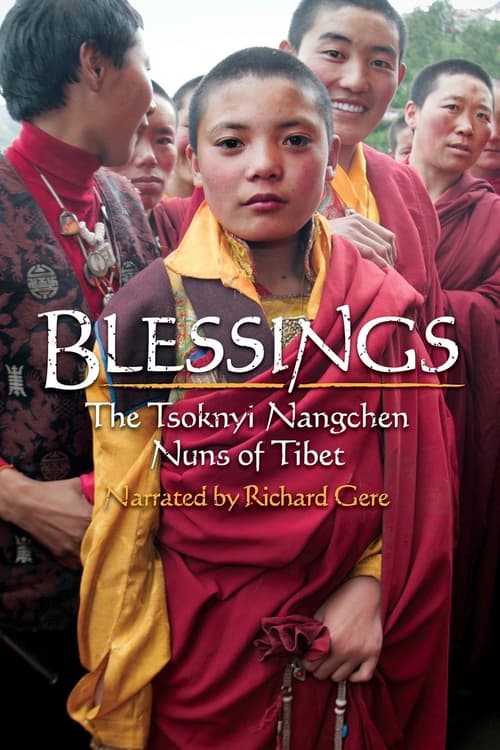 BLESSINGS
The Tsoknyi Nangchen
Nuns of Tibet
Narrated by Richard Gere